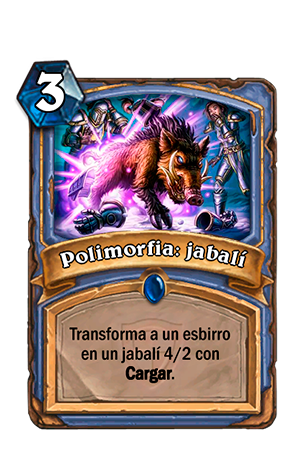 3
Polimorfia: jabalí
Transforma a un esbirro
en un jabalí 4/2 con
Cargar.